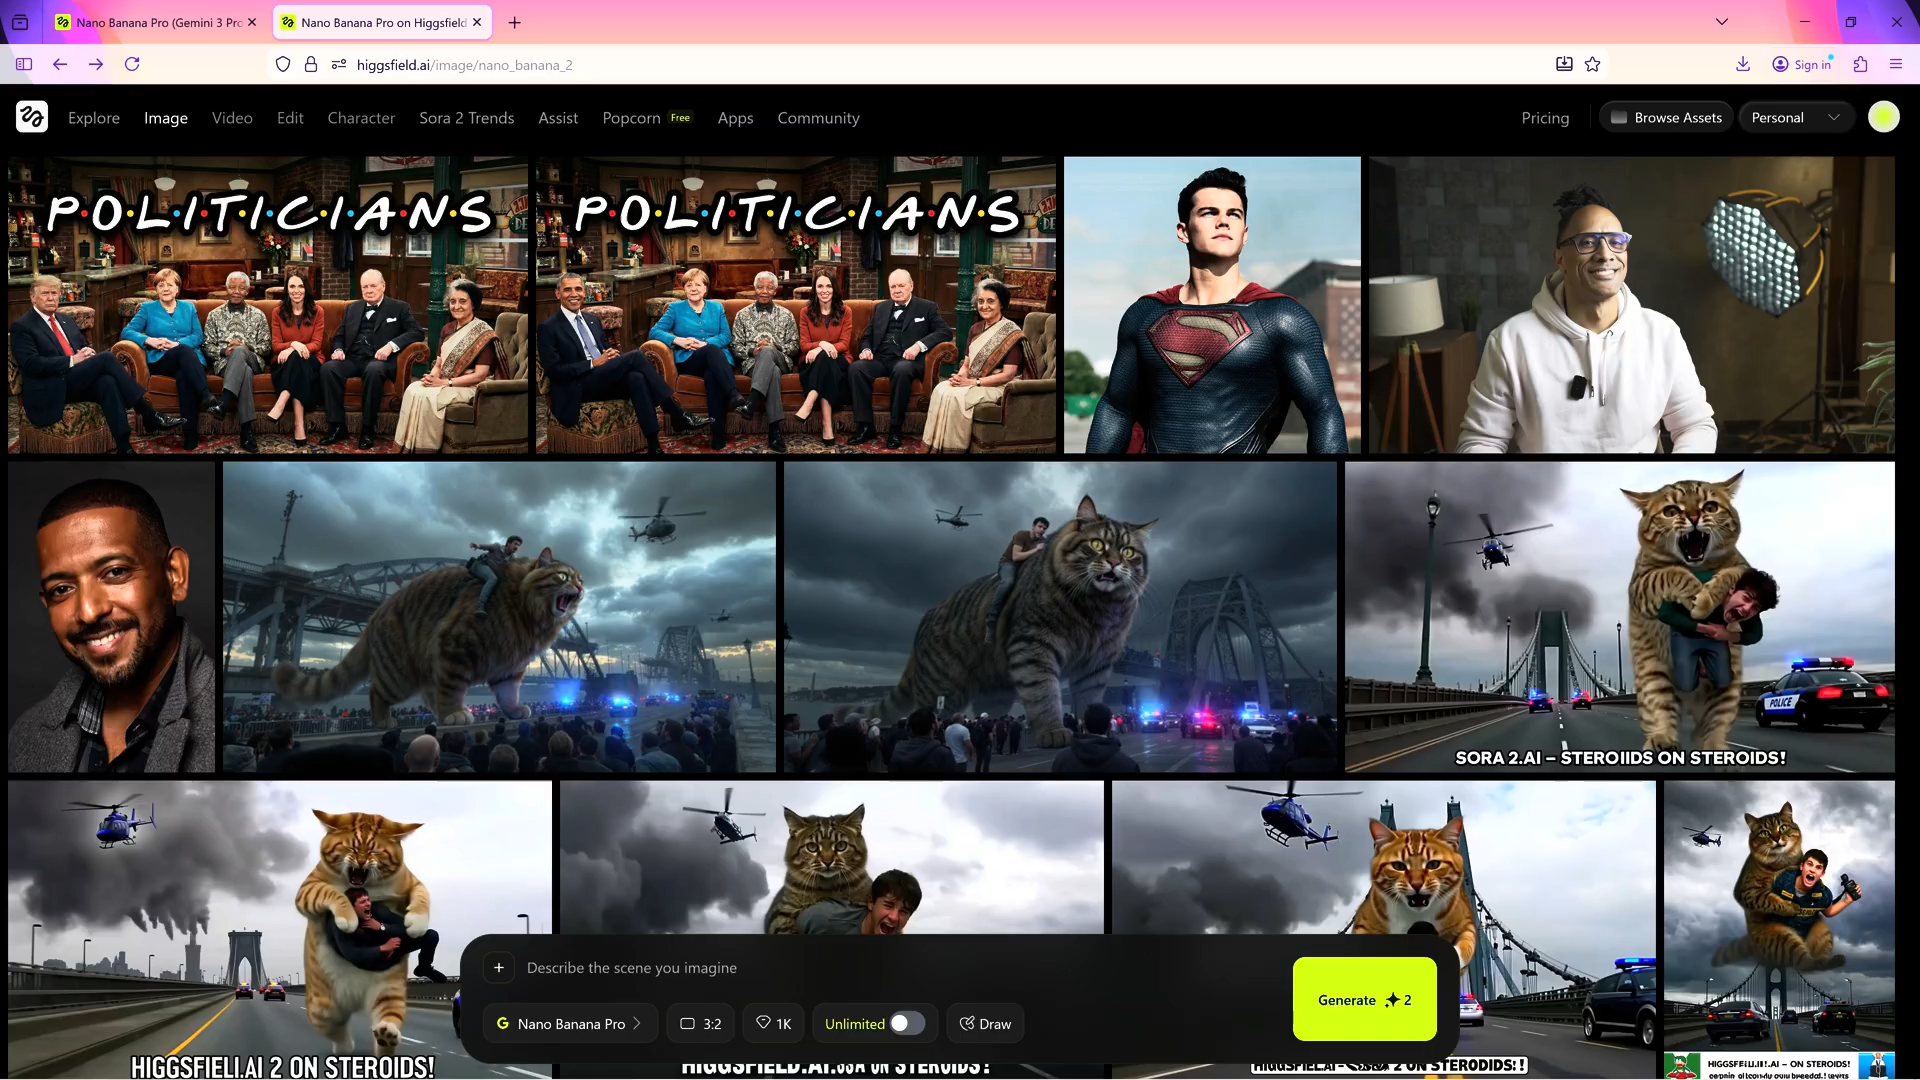 Nano Banana Pro (Gemini 3 Pro
Nano Banana Pro on Higgsfield
higgsfield.ai/image/nano_banana_2
Sign in
Explore
Image
Video
Edit
Character
Sora 2 Trends
Assist
Popcorn Free
Apps
Community
Pricing
Browse Assets
Personal
P·O·L·I·T·I·C·I·A·N·S
P·O·L·I·T·I·C·I·A·N·S
POLICE
SORA 2.AI – STEROIIDS ON STEROIDS!
HIGGSFIELI.AI 2 ON STEROIDS!
Describe the scene you imagine
Nano Banana Pro
3:2
1K
Unlimited
Draw
Generate 2